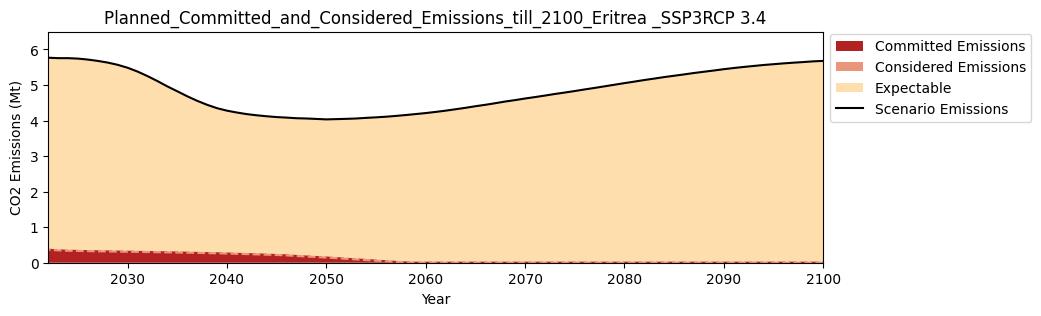 Planned_Committed_and_Considered_Emissions_till_2100_Eritrea _SSP3RCP 3.4
CO2 Emissions (Mt)
6
5
4
3
2
1
0
2030 2040 2050 2060 2070 2080 2090 2100
Year
Committed Emissions
Considered Emissions
Expectable
Scenario Emissions